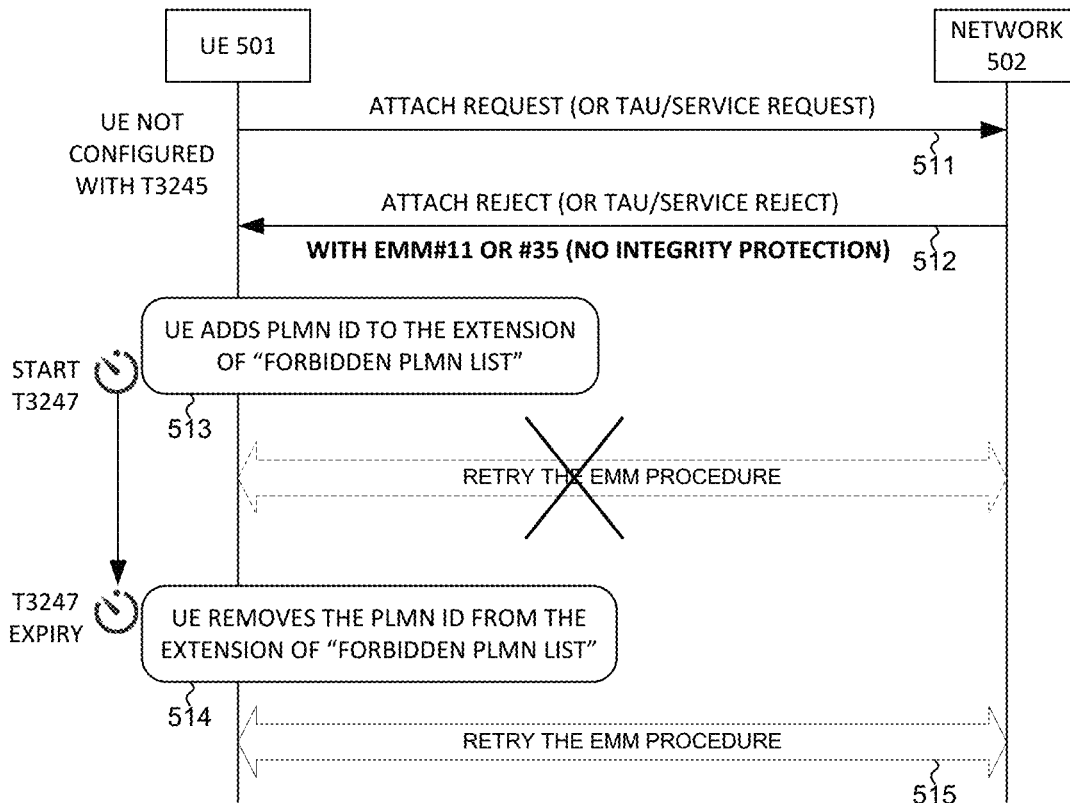 UE 501
NETWORK
502
ATTACH REQUEST (OR TAU/SERVICE REQUEST)
UE NOT
CONFIGURED
WITH T3245
511
ATTACH REJECT (OR TAU/SERVICE REJECT)
WITH EMM#11 OR #35 (NO INTEGRITY PROTECTION)
512
UE ADDS PLMN ID TO THE EXTENSION
OF “FORBIDDEN PLMN LIST”
START
T3247
513
RETRY THE EMM PROCEDURE
T3247
EXPIRY
UE REMOVES THE PLMN ID FROM THE
EXTENSION OF “FORBIDDEN PLMN LIST”
514
RETRY THE EMM PROCEDURE
515